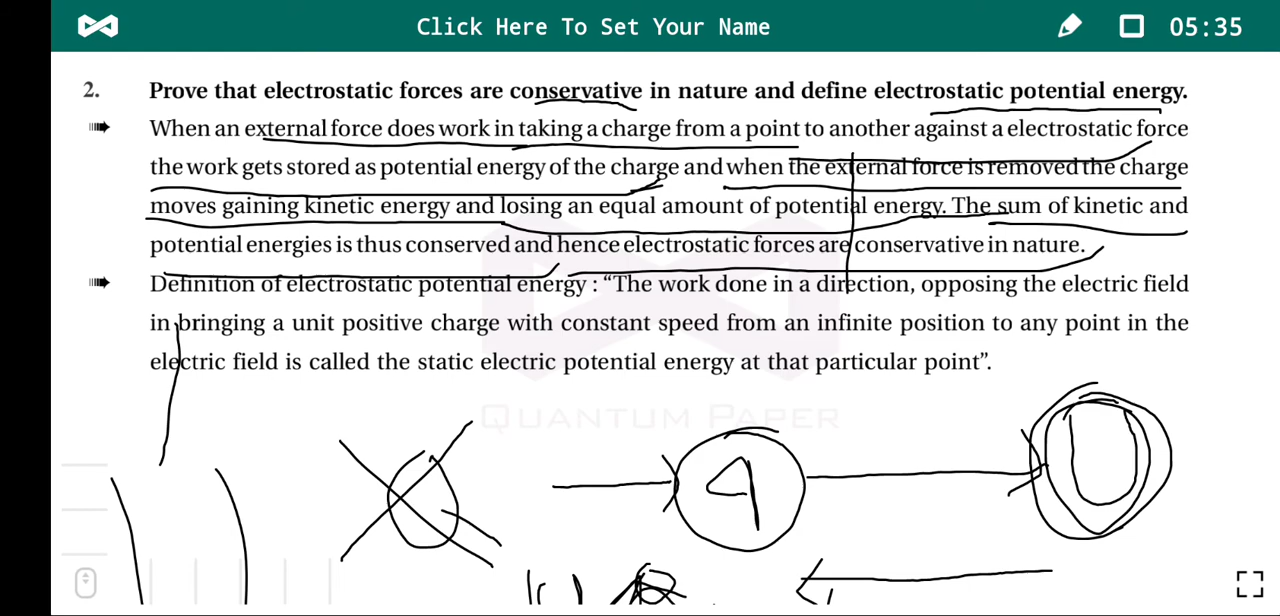 Click Here To Set Your Name
05:35
2. Prove that electrostatic forces are conservative in nature and define electrostatic potential energy.
When an external force does work in taking a charge from a point to another against a electrostatic force
the work gets stored as potential energy of the charge and when the external force is removed the charge
moves gaining kinetic energy and losing an equal amount of potential energy. The sum of kinetic and
potential energies is thus conserved and hence electrostatic forces are conservative in nature.
Definition of electrostatic potential energy : “The work done in a direction, opposing the electric field
in bringing a unit positive charge with constant speed from an infinite position to any point in the
electric field is called the static electric potential energy at that particular point”.
QUANTUM PAPER
q